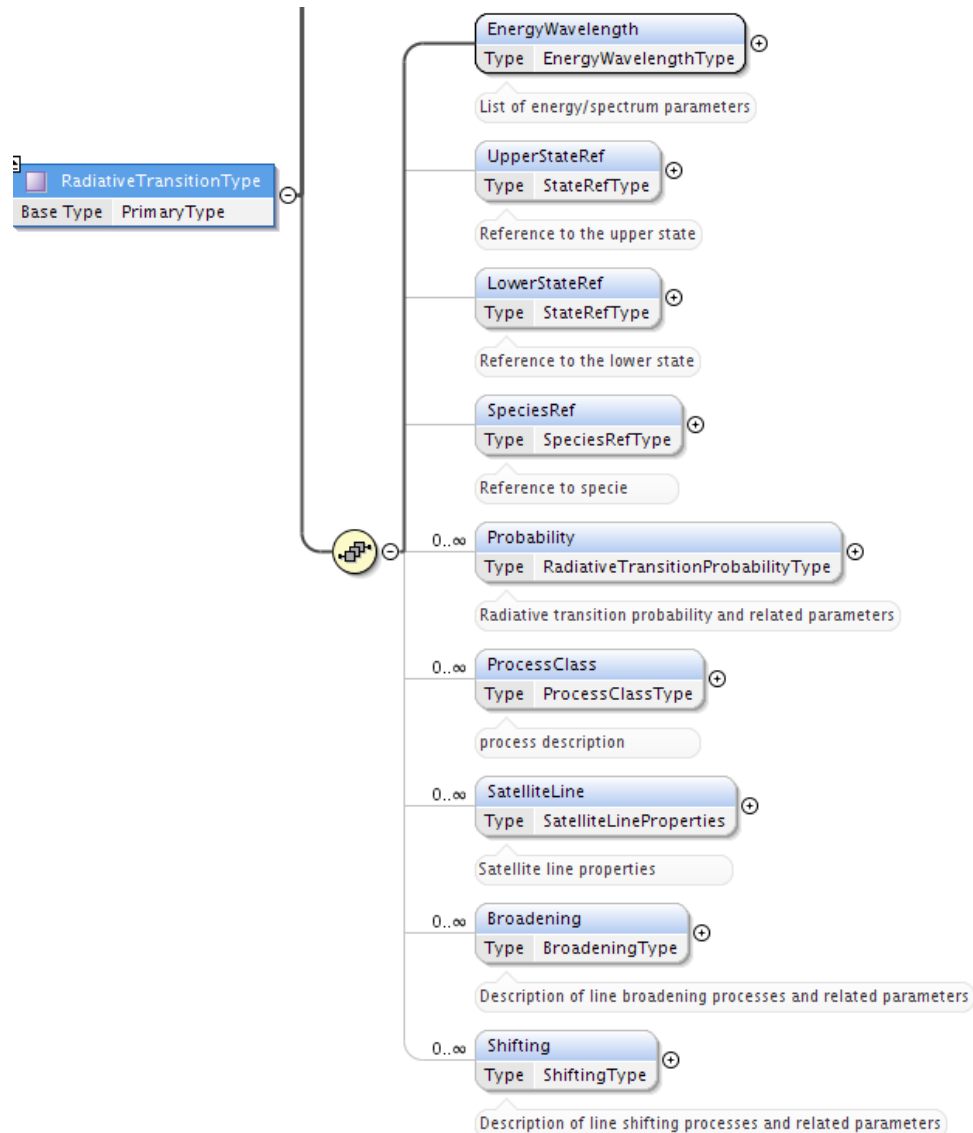 EnergyWavelength
Type EnergyWavelengthType
List of energy/spectrum parameters
UpperStateRef
Type StateRefType
Reference to the upper state
RadiativeTransitionType
Base Type PrimaryType
LowerStateRef
Type StateRefType
Reference to the lower state
SpeciesRef
Type SpeciesRefType
Reference to specie
0..∞ Probability
Type RadiativeTransitionProbabilityType
Radiative transition probability and related parameters
0..∞ ProcessClass
Type ProcessClassType
process description
0..∞ SatelliteLine
Type SatelliteLineProperties
Satellite line properties
0..∞ Broadening
Type BroadeningType
Description of line broadening processes and related parameters
0..∞ Shifting
Type ShiftingType
Description of line shifting processes and related parameters